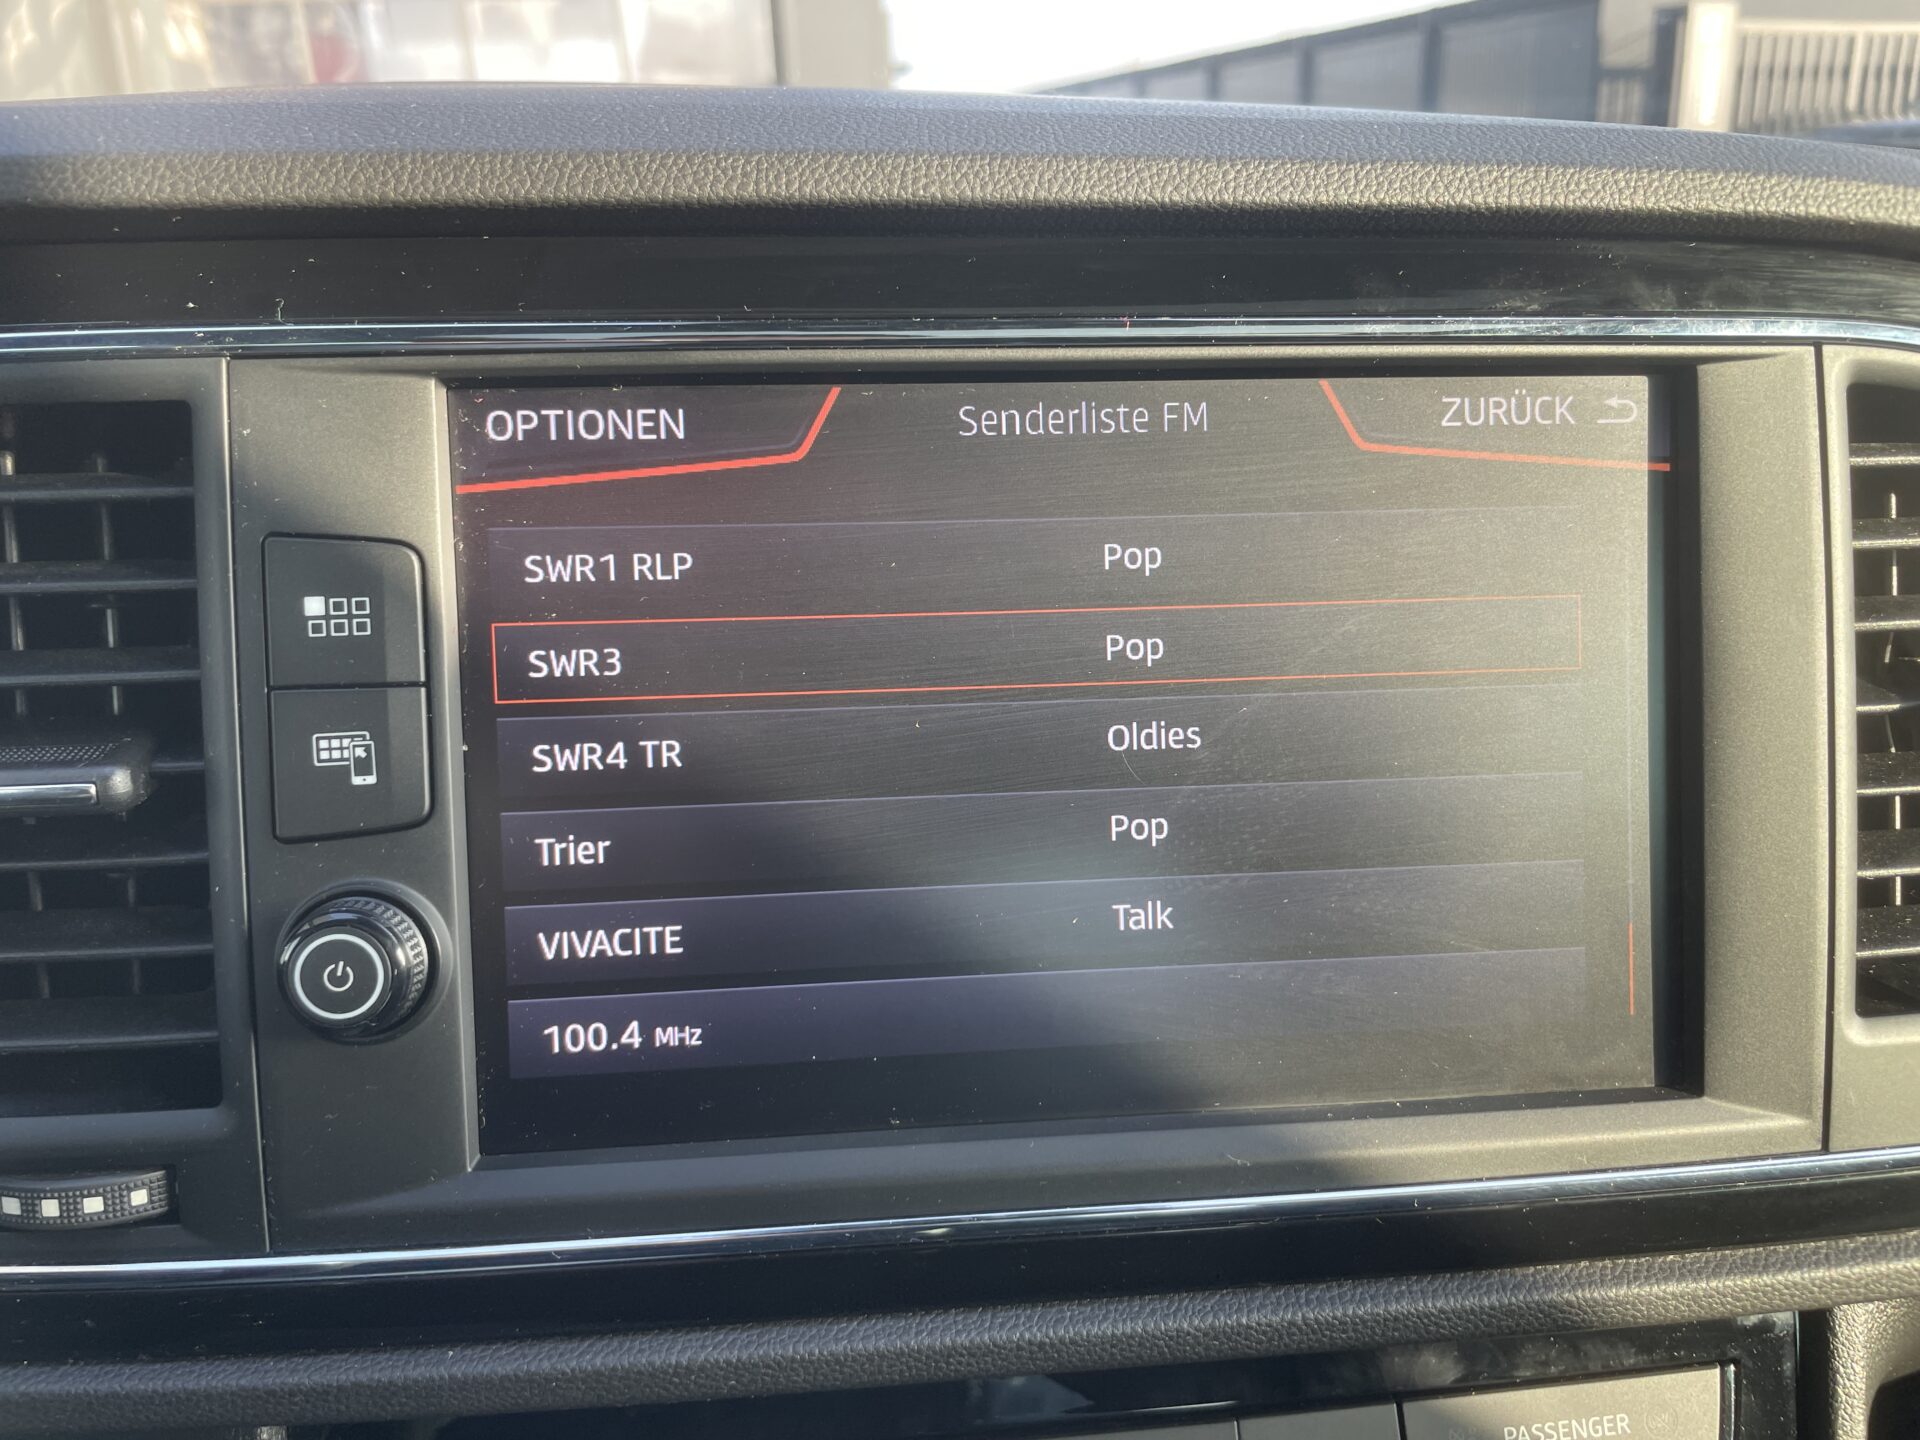 OPTIONEN Senderliste FM ZURÜCK
SWR1 RLP Pop
SWR3 Pop
SWR4 TR Oldies
Trier Pop
VIVACITE Talk
100.4 MHz
PASSENGER